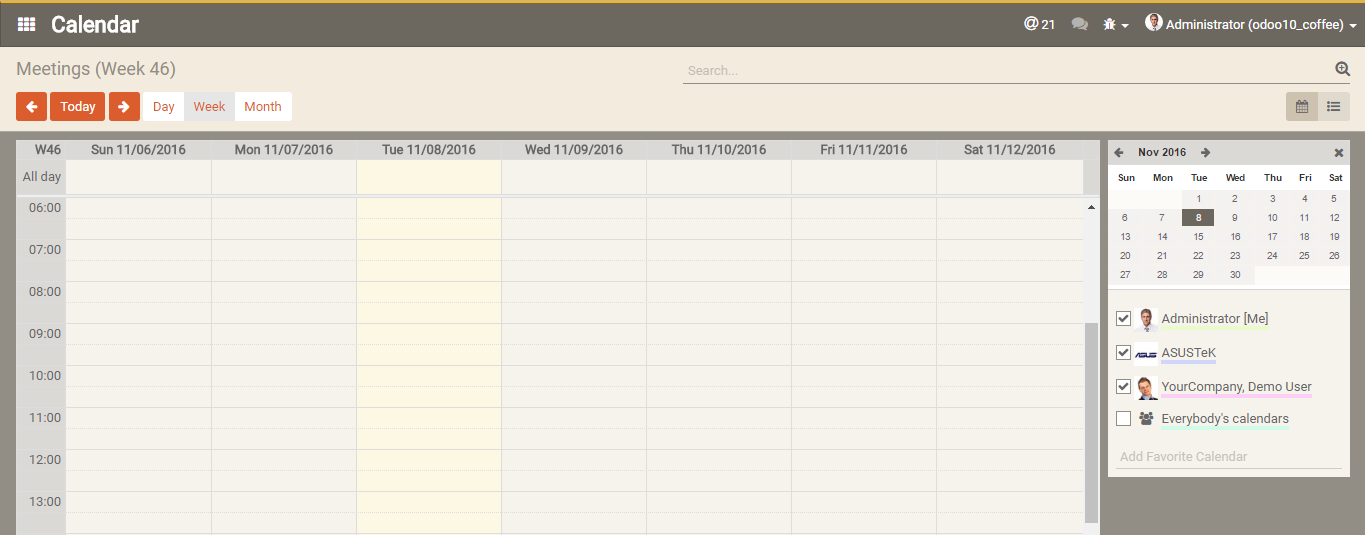 Calendar
@ 21
Administrator (odoo10_coffee)
Meetings (Week 46)
Search...
Today
Day
Week
Month
W46 Sun 11/06/2016 Mon 11/07/2016 Tue 11/08/2016 Wed 11/09/2016 Thu 11/10/2016 Fri 11/11/2016 Sat 11/12/2016
All day
06:00
07:00
08:00
09:00
10:00
11:00
12:00
13:00
Nov 2016
Sun Mon Tue Wed Thu Fri Sat
1 2 3 4 5
6 7 8 9 10 11 12
13 14 15 16 17 18 19
20 21 22 23 24 25 26
27 28 29 30
Administrator [Me]
ASUS ASUSTeK
YourCompany, Demo User
Everybody's calendars
Add Favorite Calendar